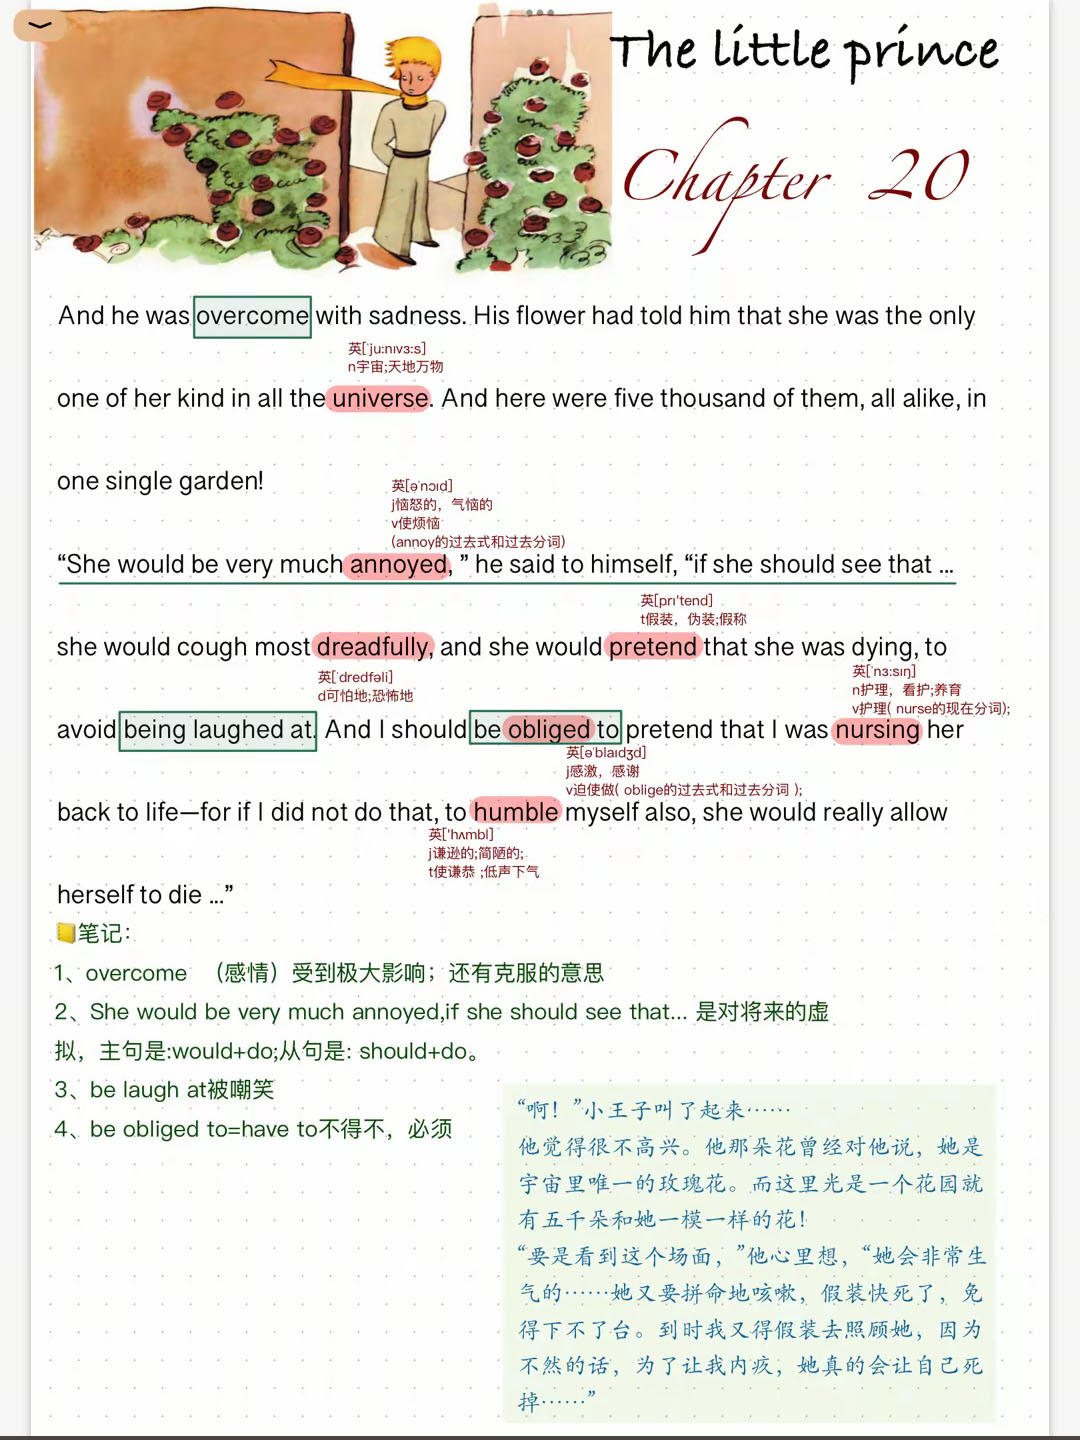 The little prince
Chapter 20
And he was overcome with sadness. His flower had told him that she was the only
英[ˈjuːnɪvɜːs]
n宇宙;天地万物
one of her kind in all the universe. And here were five thousand of them, all alike, in
one single garden!
英[əˈnɔɪd]
j恼怒的，气恼的
v使烦恼
(annoy的过去式和过去分词)
“She would be very much annoyed, ” he said to himself, “if she should see that ...
英[prɪ'tend]
t假装，伪装;假称
she would cough most dreadfully, and she would pretend that she was dying, to
英[ˈdredfəli]
d可怕地;恐怖地
英[ˈnɜːsɪŋ]
n护理，看护;养育
v护理( nurse的现在分词);
avoid being laughed at. And I should be obliged to pretend that I was nursing her
英[əˈblaɪdʒd]
j感激，感谢
v迫使做( oblige的过去式和过去分词 );
back to life—for if I did not do that, to humble myself also, she would really allow
英['hʌmbl]
j谦逊的;简陋的;
t使谦恭 ;低声下气
herself to die ...”
📒笔记：
1、overcome （感情）受到极大影响；还有克服的意思
2、She would be very much annoyed,if she should see that... 是对将来的虚
拟，主句是:would+do;从句是: should+do。
3、be laugh at被嘲笑
4、be obliged to=have to不得不，必须
“啊！”小王子叫了起来……
他觉得很不高兴。他那朵花曾经对他说，她是
宇宙里唯一的玫瑰花。而这里光是一个花园就
有五千朵和她一模一样的花！
“要是看到这个场面，”他心里想，“她会非常生
气的……她又要拼命地咳嗽，假装快死了，免
得下不了台。到时我又得假装去照顾她，因为
不然的话，为了让我内疚，她真的会让自己死
掉……”